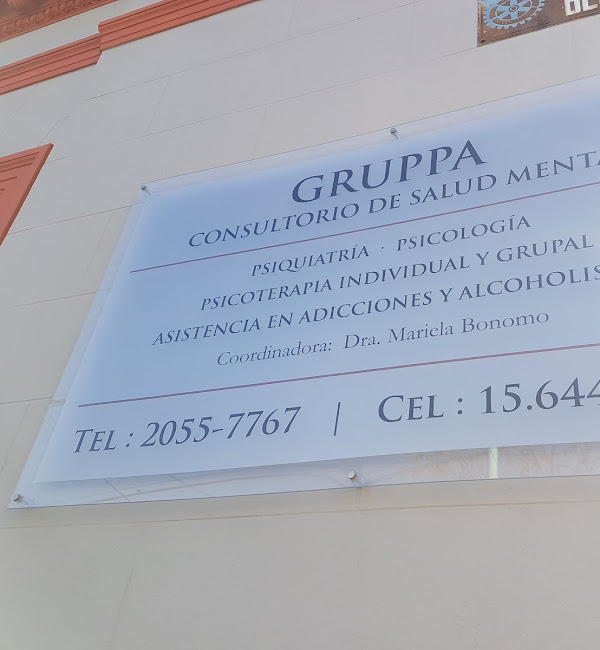 GRUPPA
CONSULTORIO DE SALUD MENTA
PSIQUIATRÍA · PSICOLOGÍA
PSICOTERAPIA INDIVIDUAL Y GRUPAL
ASISTENCIA EN ADICCIONES Y ALCOHOLIS
Coordinadora: Dra. Mariela Bonomo
TEL : 2055-7767 | CEL : 15.644